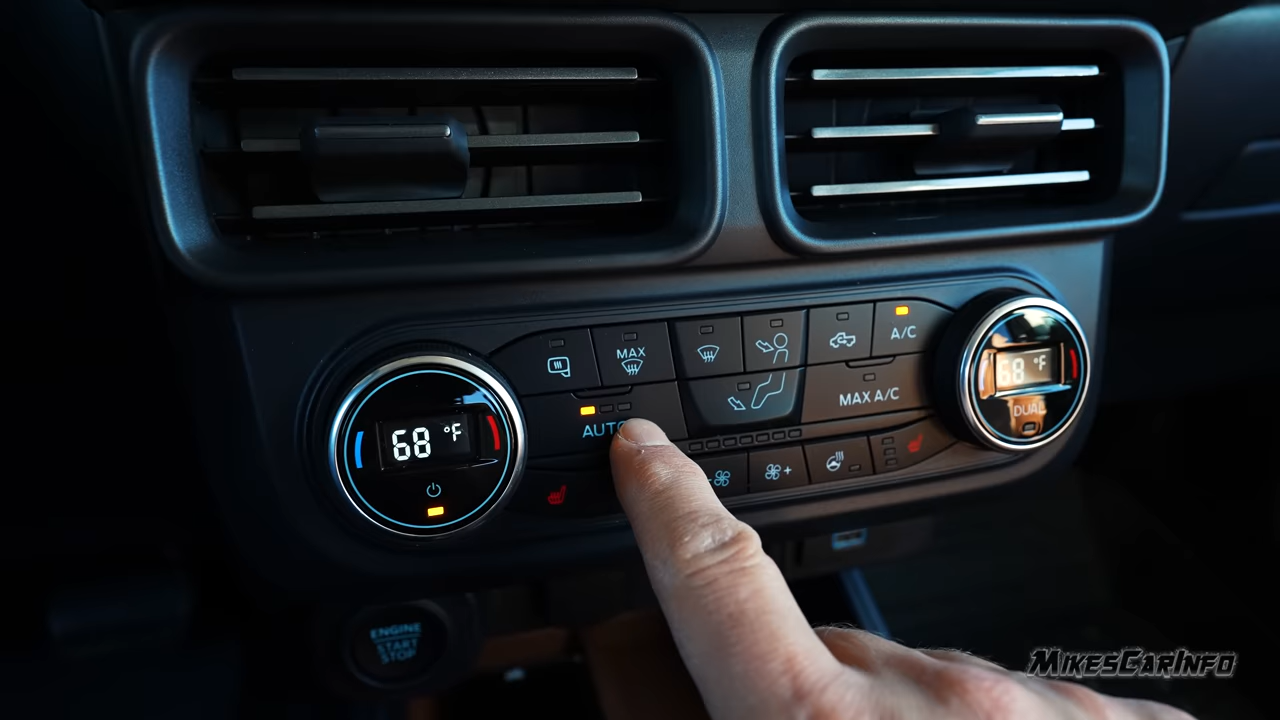 MAX
A/C
AUTO
MAX A/C
68 °F
68 °F
DUAL
- +
ENGINE
START
STOP
MIKESCARINFO